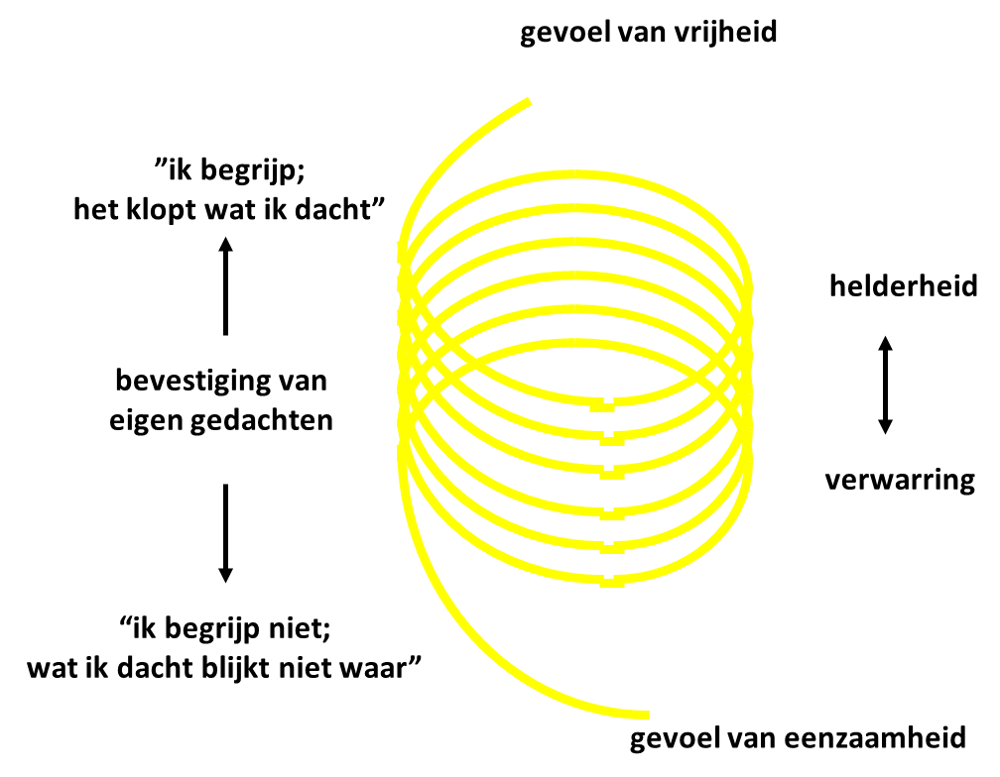 gevoel van vrijheid
”ik begrijp;
het klopt wat ik dacht”
helderheid
bevestiging van
eigen gedachten
verwarring
“ik begrijp niet;
wat ik dacht blijkt niet waar”
gevoel van eenzaamheid